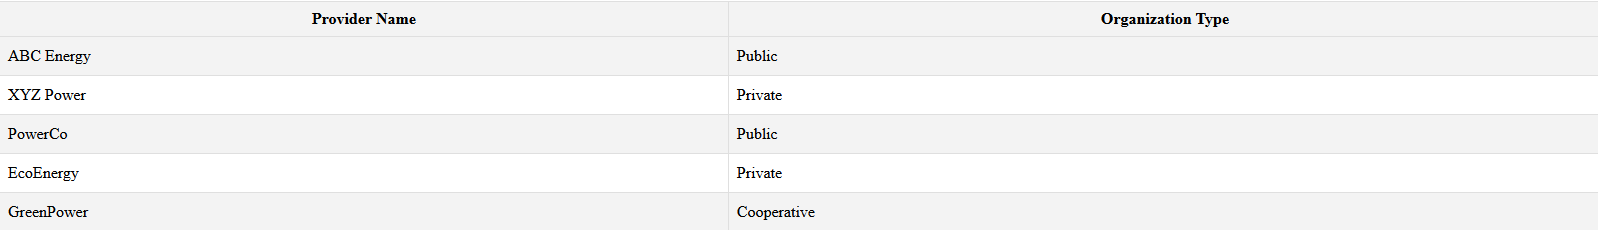 Provider Name Organization Type
ABC Energy Public
XYZ Power Private
PowerCo Public
EcoEnergy Private
GreenPower Cooperative